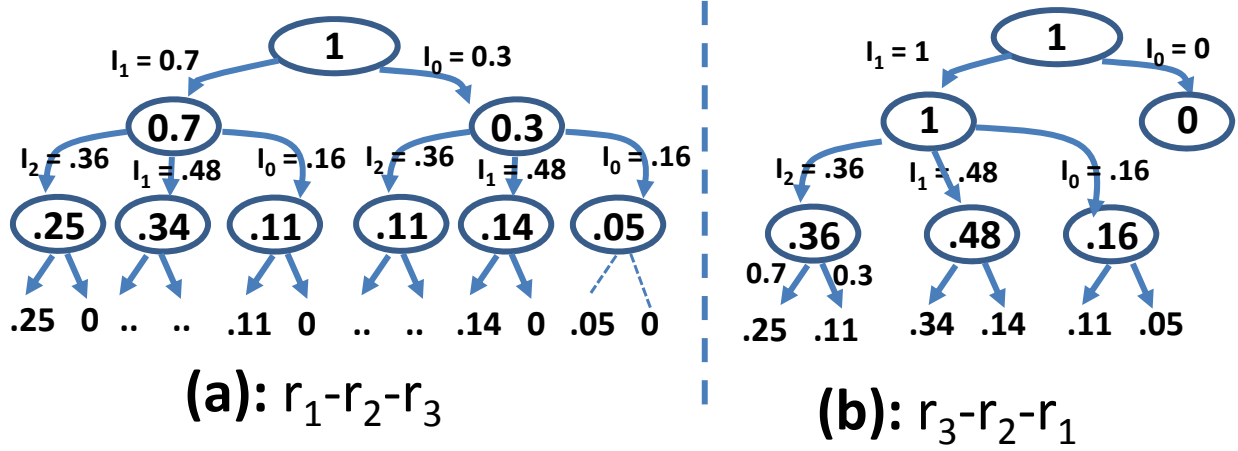 1
I₁ = 0.7
I₀ = 0.3
0.7
0.3
I₂ = .36
I₁ = .48
I₀ = .16
I₂ = .36
I₁ = .48
I₀ = .16
.25 .34 .11 .11 .14 .05
.25 0 .. .. .11 0 .. .. .14 0 .05 0
(a): r₁-r₂-r₃
1
I₁ = 1
I₀ = 0
1
0
I₂ = .36
I₁ = .48
I₀ = .16
.36 .48 .16
0.7 0.3
.25 .11 .34 .14 .11 .05
(b): r₃-r₂-r₁